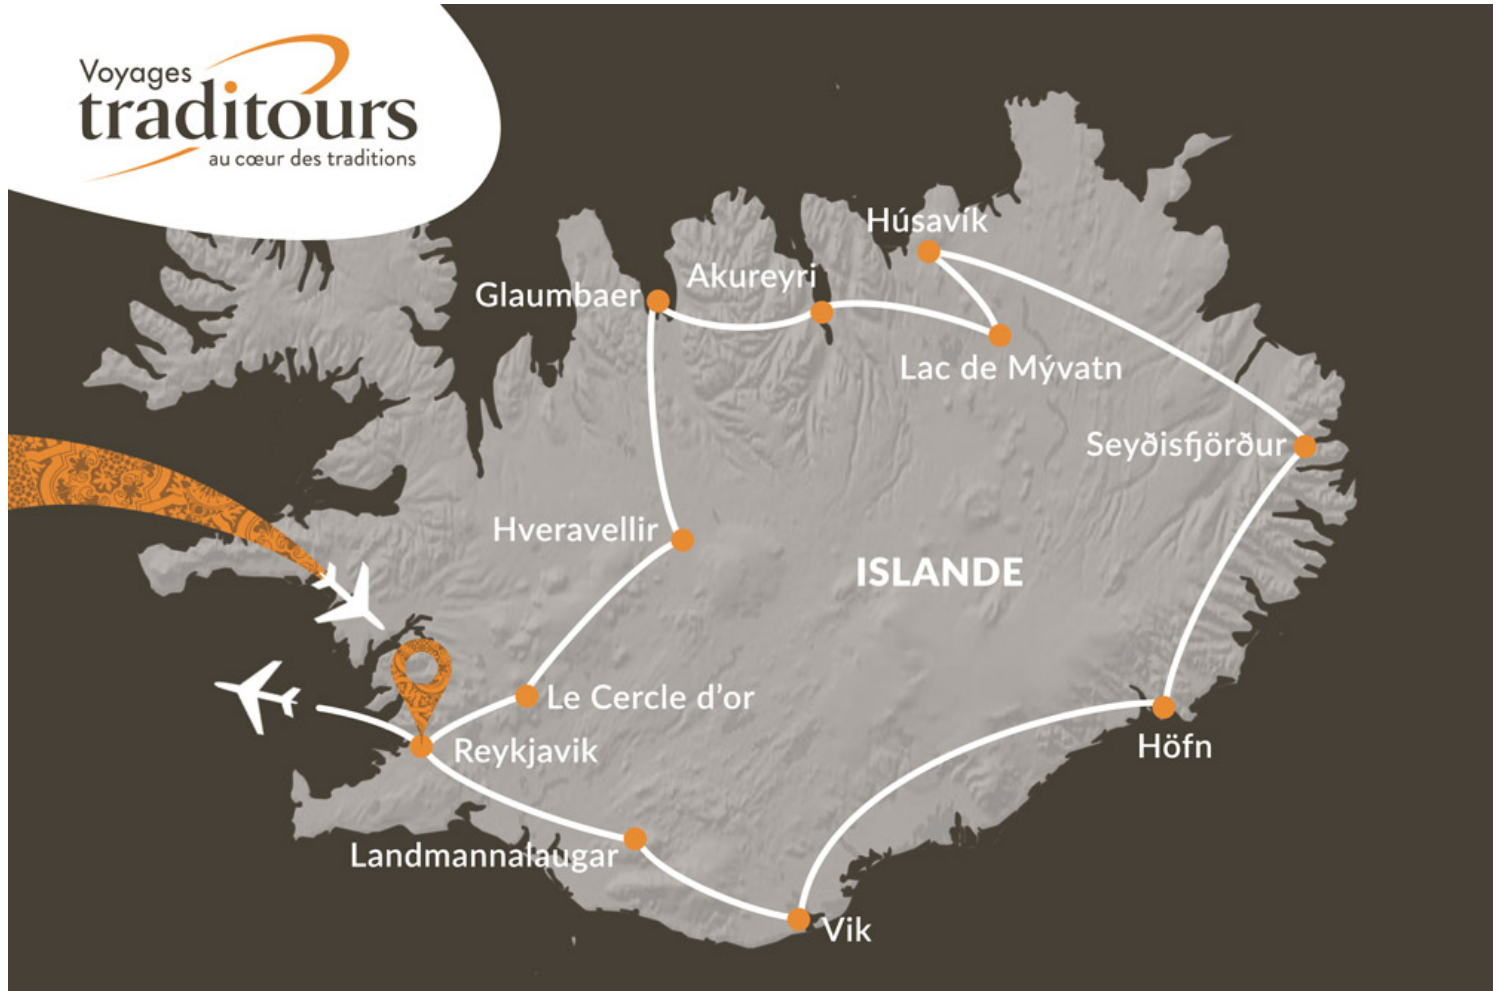 Voyages
traditours
au cœur des traditions
Húsavík
Akureyri
Glaumbaer
Lac de Mývatn
Seyðisfjörður
Hveravellir
ISLANDE
Le Cercle d’or
Reykjavik
Höfn
Landmannalaugar
Vik